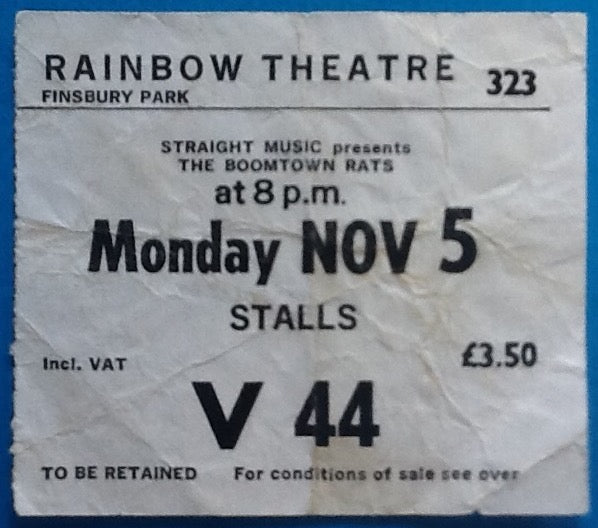 RAINBOW THEATRE 323
FINSBURY PARK
STRAIGHT MUSIC presents
THE BOOMTOWN RATS
at 8 p.m.
Monday NOV 5
STALLS
Incl. VAT £3.50
V 44
TO BE RETAINED For conditions of sale see over